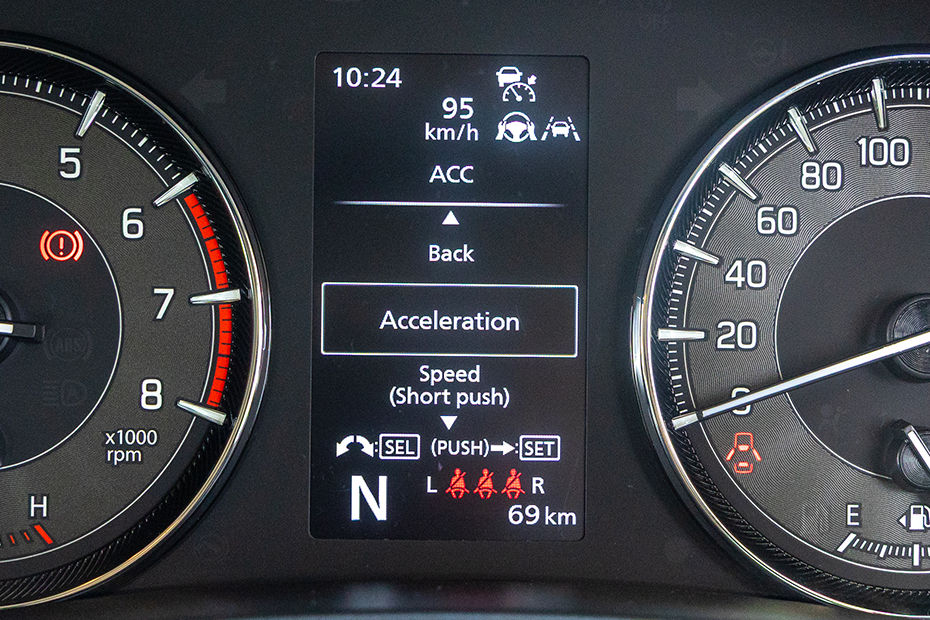 10:24
95
km/h
ACC
Back
Acceleration
Speed
(Short push)
:SEL (PUSH) :SET
N
L R
69 km
5
6
7
8
x1000
rpm
H
ABS
100
80
60
40
20
0
E